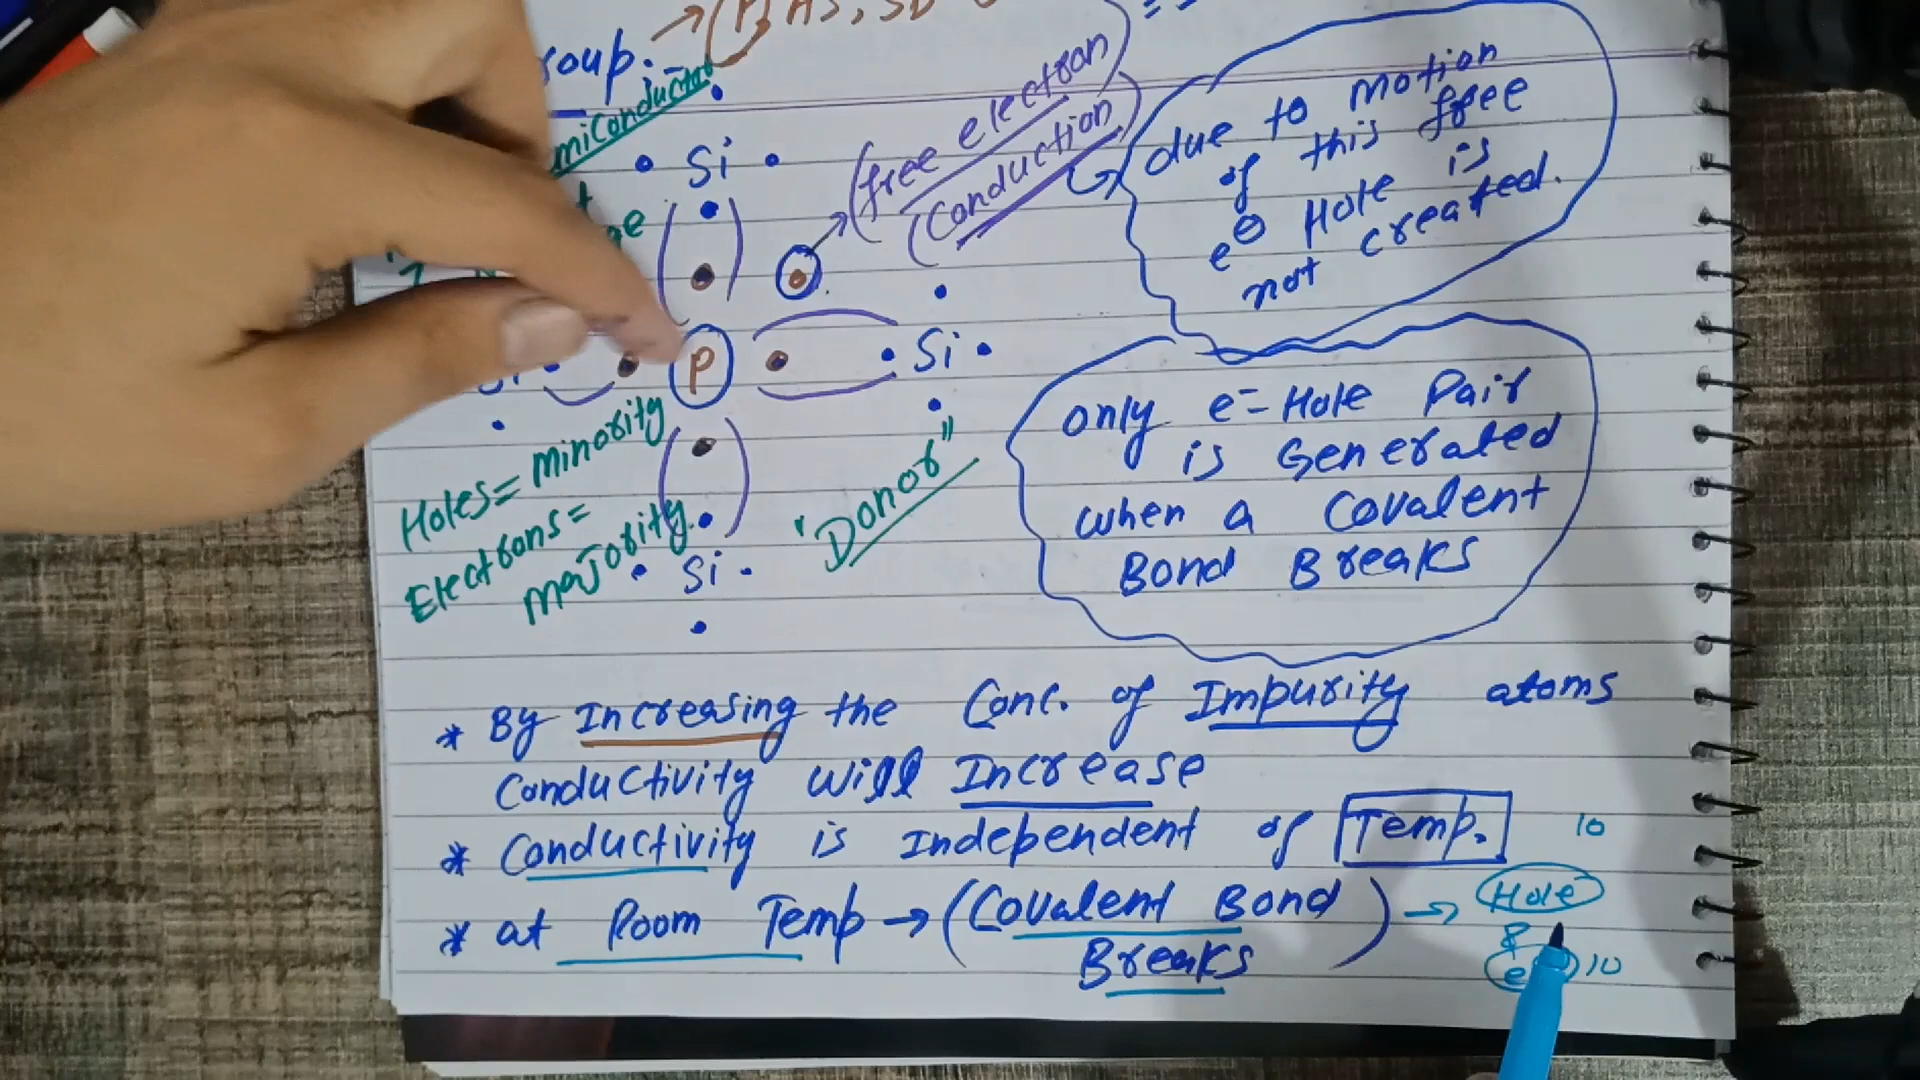 (P, As, Sb
oup.
miconductor
(free electron)
(conduction)
due to motion
of this free
e⊖ Hole is
not created.
Si
P
Si
Holes= minority
Electrons=
majority
"Donor"
Si
only e⁻ Hole Pair
is Generated
when a Covalent
Bond Breaks
* By Increasing the Conc. of Impurity atoms
Conductivity will Increase
* Conductivity is Independent of Temp. 10
* at Room Temp → (Covalent Bond → Hole
Breaks) &
e 10